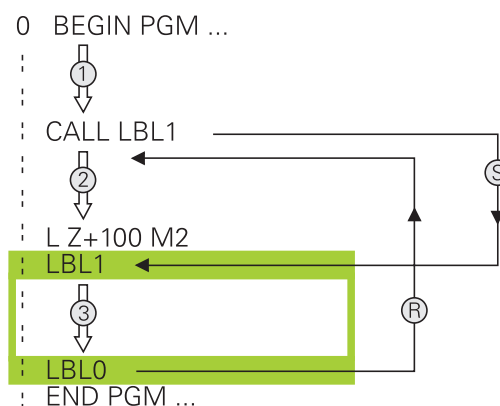 0 BEGIN PGM ...
1
CALL LBL1
S
2
L Z+100 M2
LBL1
3
R
LBL0
END PGM ...